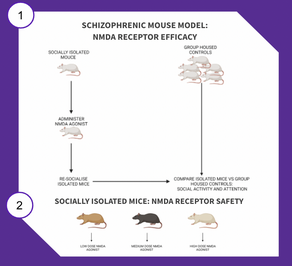 1
SCHIZOPHRENIC MOUSE MODEL:
NMDA RECEPTOR EFFICACY
SOCIALLY ISOLATED
MOUCE
GROUP HOUSED
CONTROLS
ADMINISTER
NMDA AGONIST
RE-SOCIALISE
ISOLATED MICE
COMPARE ISOLATED MICE VS GROUP
HOUSED CONTROLS:
SOCIAL ACTIVITY AND ATTENTION
2
SOCIALLY ISOLATED MICE: NMDA RECEPTOR SAFETY
LOW DOSE NMDA
AGONIST
MEDIUM DOSE NMDA
AGONIST
HIGH DOSE NMDA
AGONIST